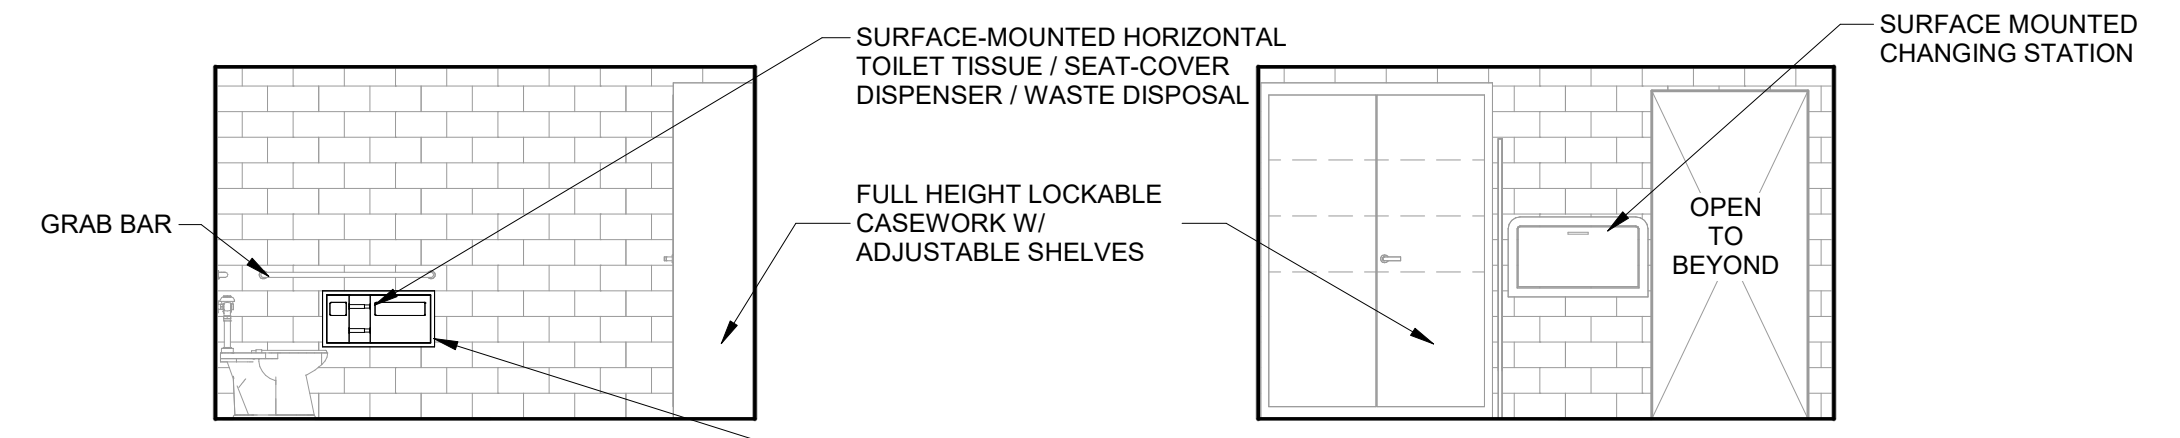 SURFACE-MOUNTED HORIZONTAL
TOILET TISSUE / SEAT-COVER
DISPENSER / WASTE DISPOSAL
SURFACE MOUNTED
CHANGING STATION
GRAB BAR
FULL HEIGHT LOCKABLE
CASEWORK W/
ADJUSTABLE SHELVES
OPEN
TO
BEYOND